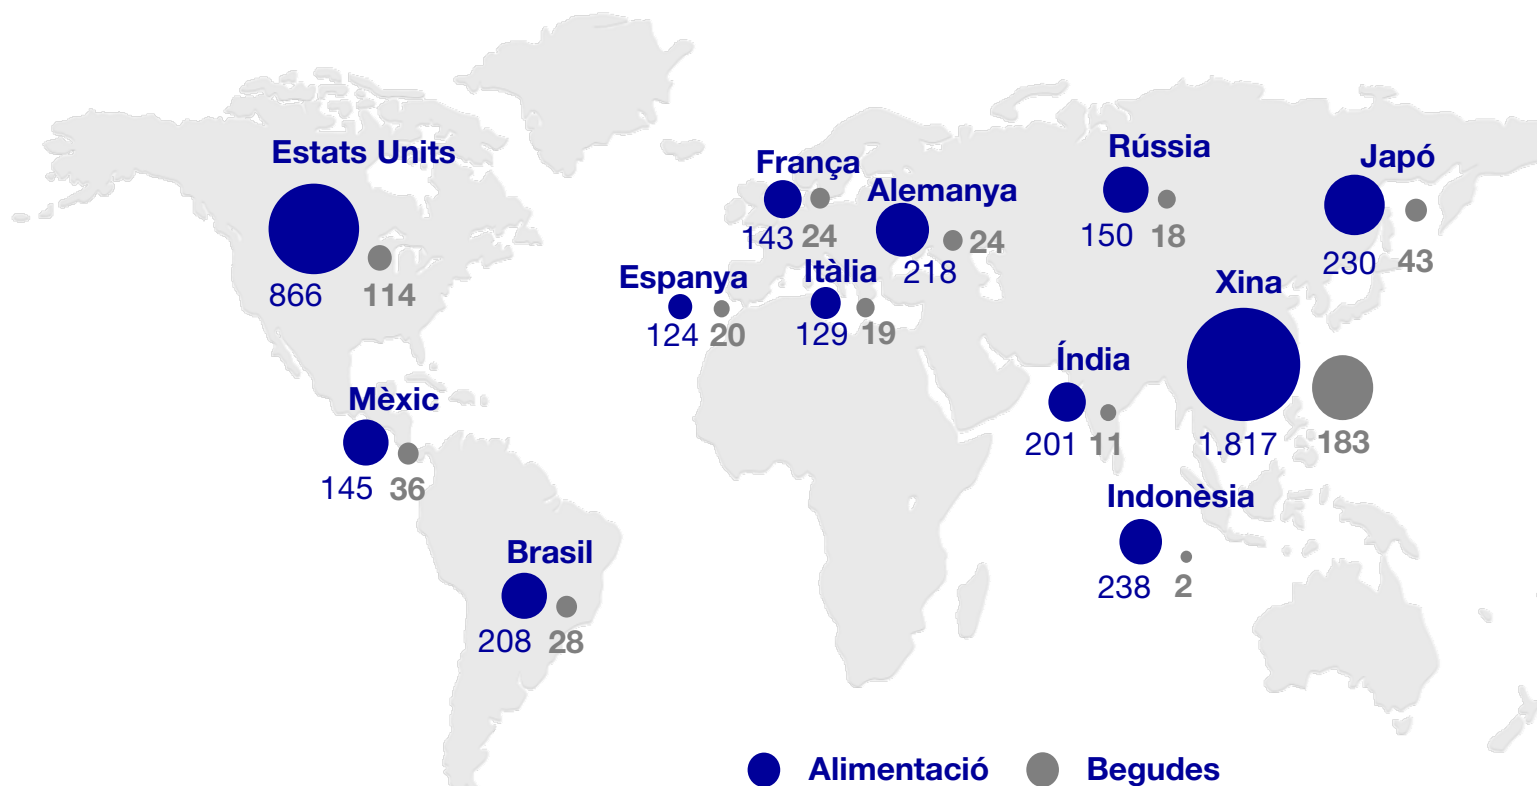 Estats Units
866
114
França
143
24
Alemanya
218
24
Rússia
150
18
Japó
230
43
Espanya
124
20
Itàlia
129
19
Xina
1.817
183
Índia
201
11
Mèxic
145
36
Indonèsia
238
2
Brasil
208
28
Alimentació
Begudes